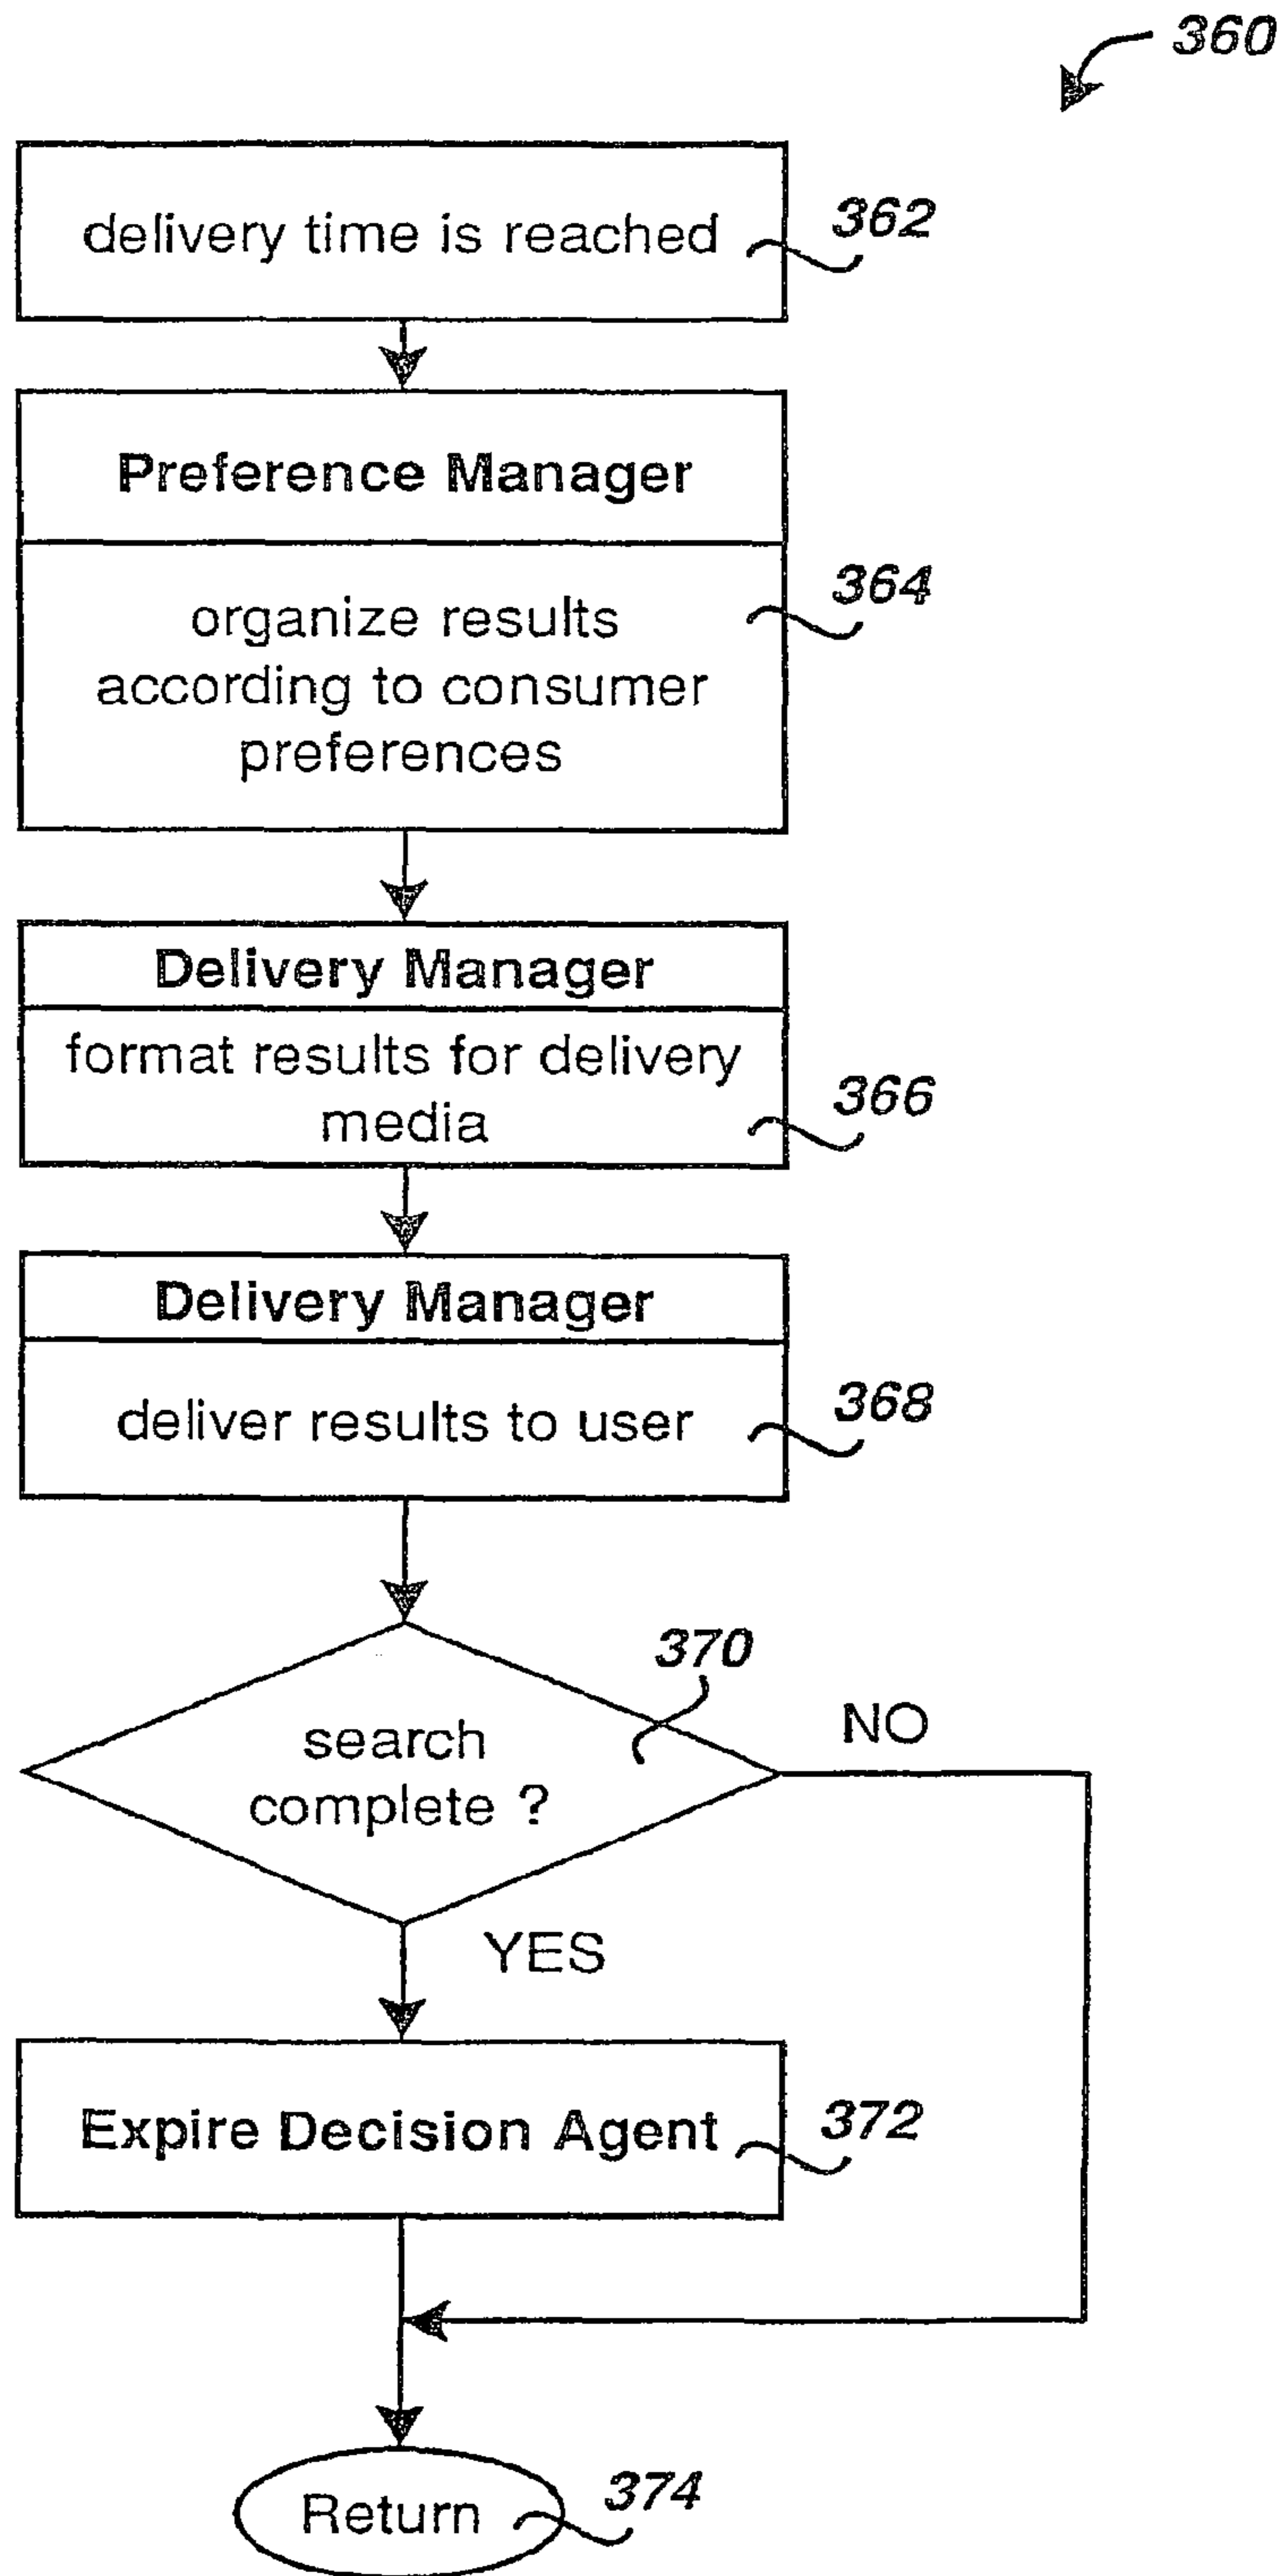 360
delivery time is reached
362
Preference Manager
organize results
according to consumer
preferences
364
Delivery Manager
format results for delivery
media
366
Delivery Manager
deliver results to user
368
370
search
complete ?
NO
YES
Expire Decision Agent
372
Return
374